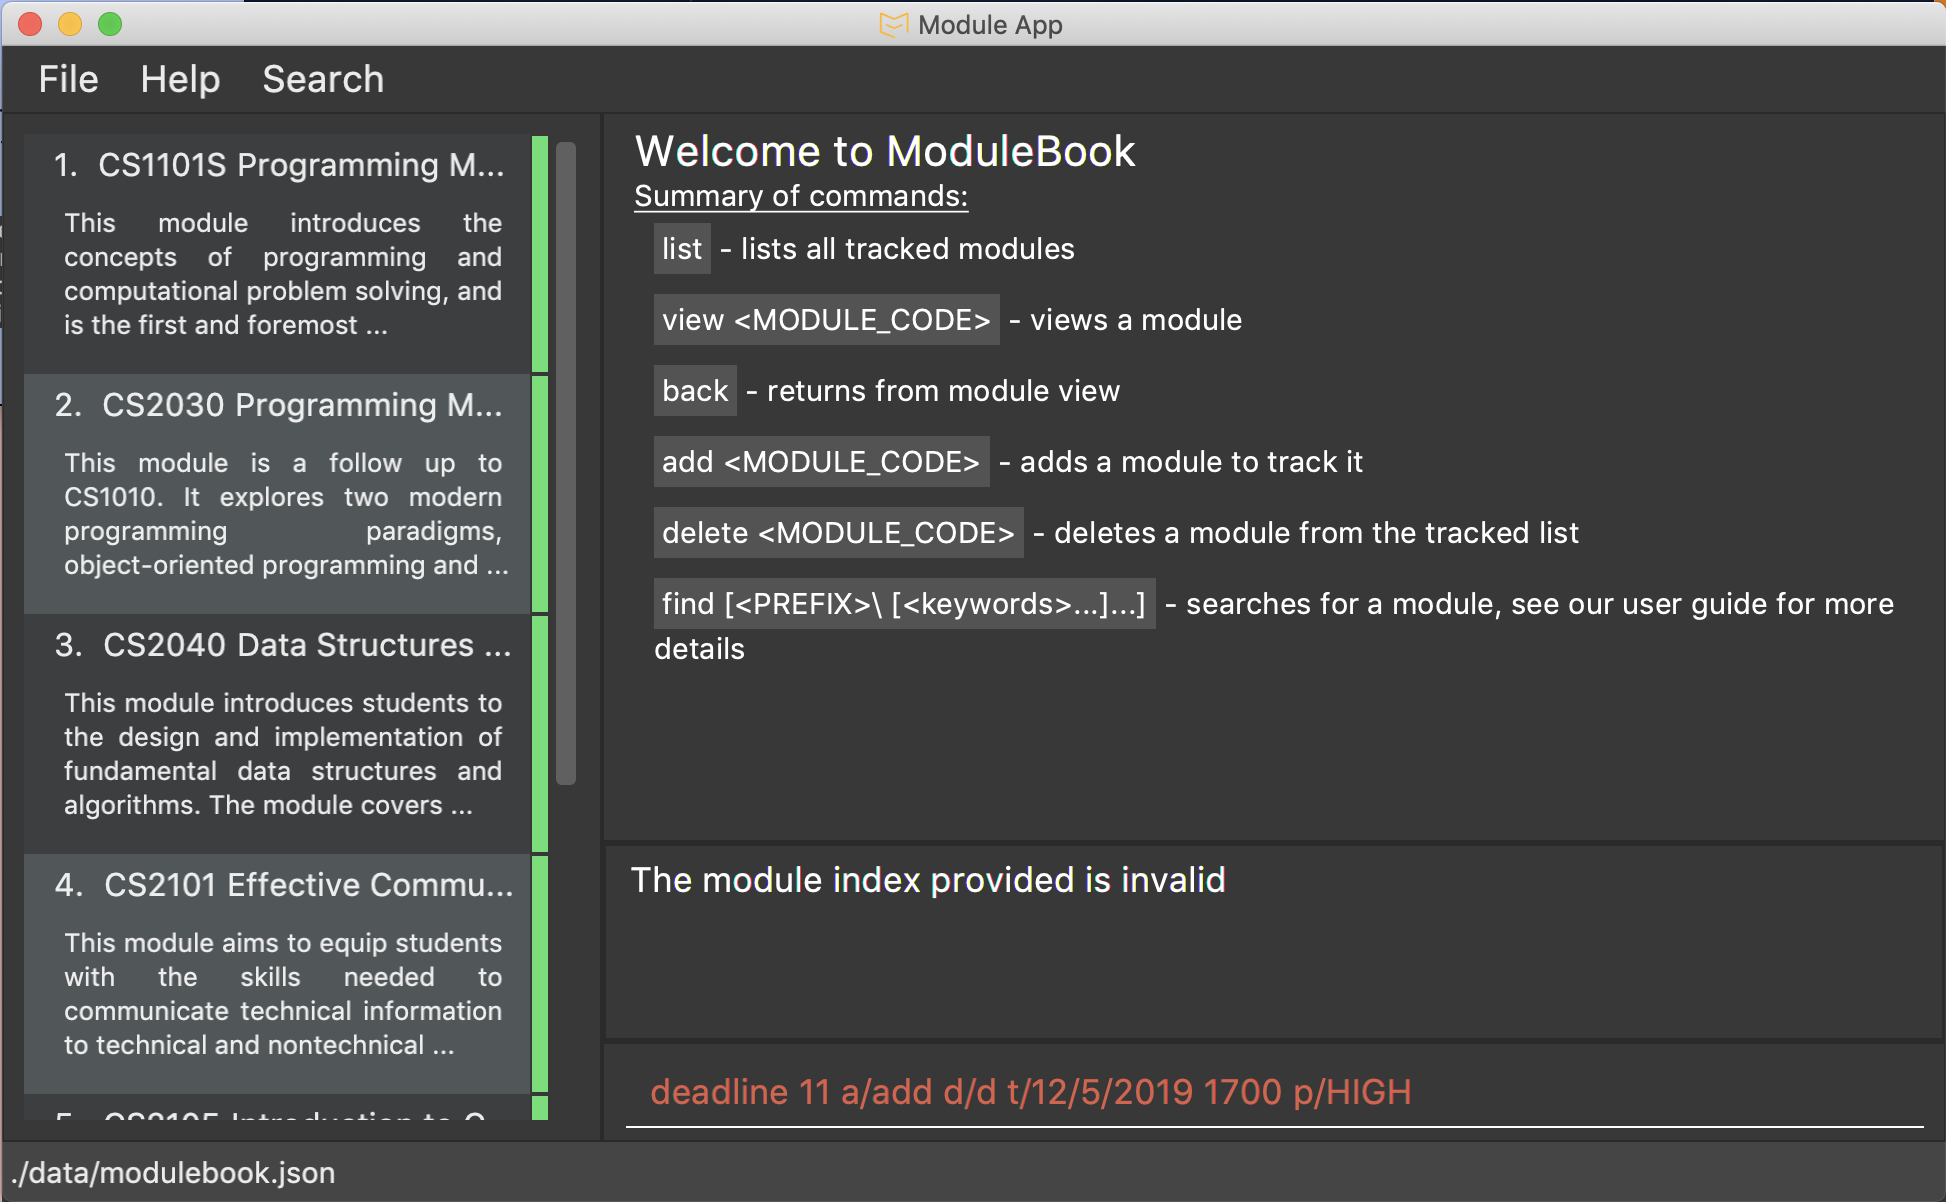 Module App
File Help Search
1. CS1101S Programming M...
This module introduces the
concepts of programming and
computational problem solving, and
is the first and foremost ...
2. CS2030 Programming M...
This module is a follow up to
CS1010. It explores two modern
programming paradigms,
object-oriented programming and ...
3. CS2040 Data Structures ...
This module introduces students to
the design and implementation of
fundamental data structures and
algorithms. The module covers ...
4. CS2101 Effective Commu...
This module aims to equip students
with the skills needed to
communicate technical information
to technical and nontechnical ...
5. CS2105 Introduction to C...
Welcome to ModuleBook
Summary of commands:
list - lists all tracked modules
view <MODULE_CODE> - views a module
back - returns from module view
add <MODULE_CODE> - adds a module to track it
delete <MODULE_CODE> - deletes a module from the tracked list
find [<PREFIX>\ [<keywords>...]...] - searches for a module, see our user guide for more
details
The module index provided is invalid
deadline 11 a/add d/d t/12/5/2019 1700 p/HIGH
./data/modulebook.json